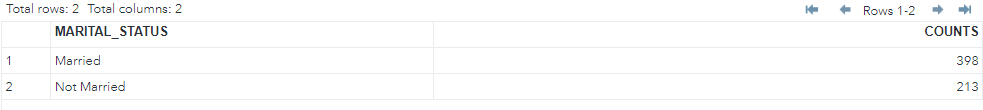 Total rows: 2 Total columns: 2 Rows 1-2
MARITAL_STATUS COUNTS
1 Married 398
2 Not Married 213